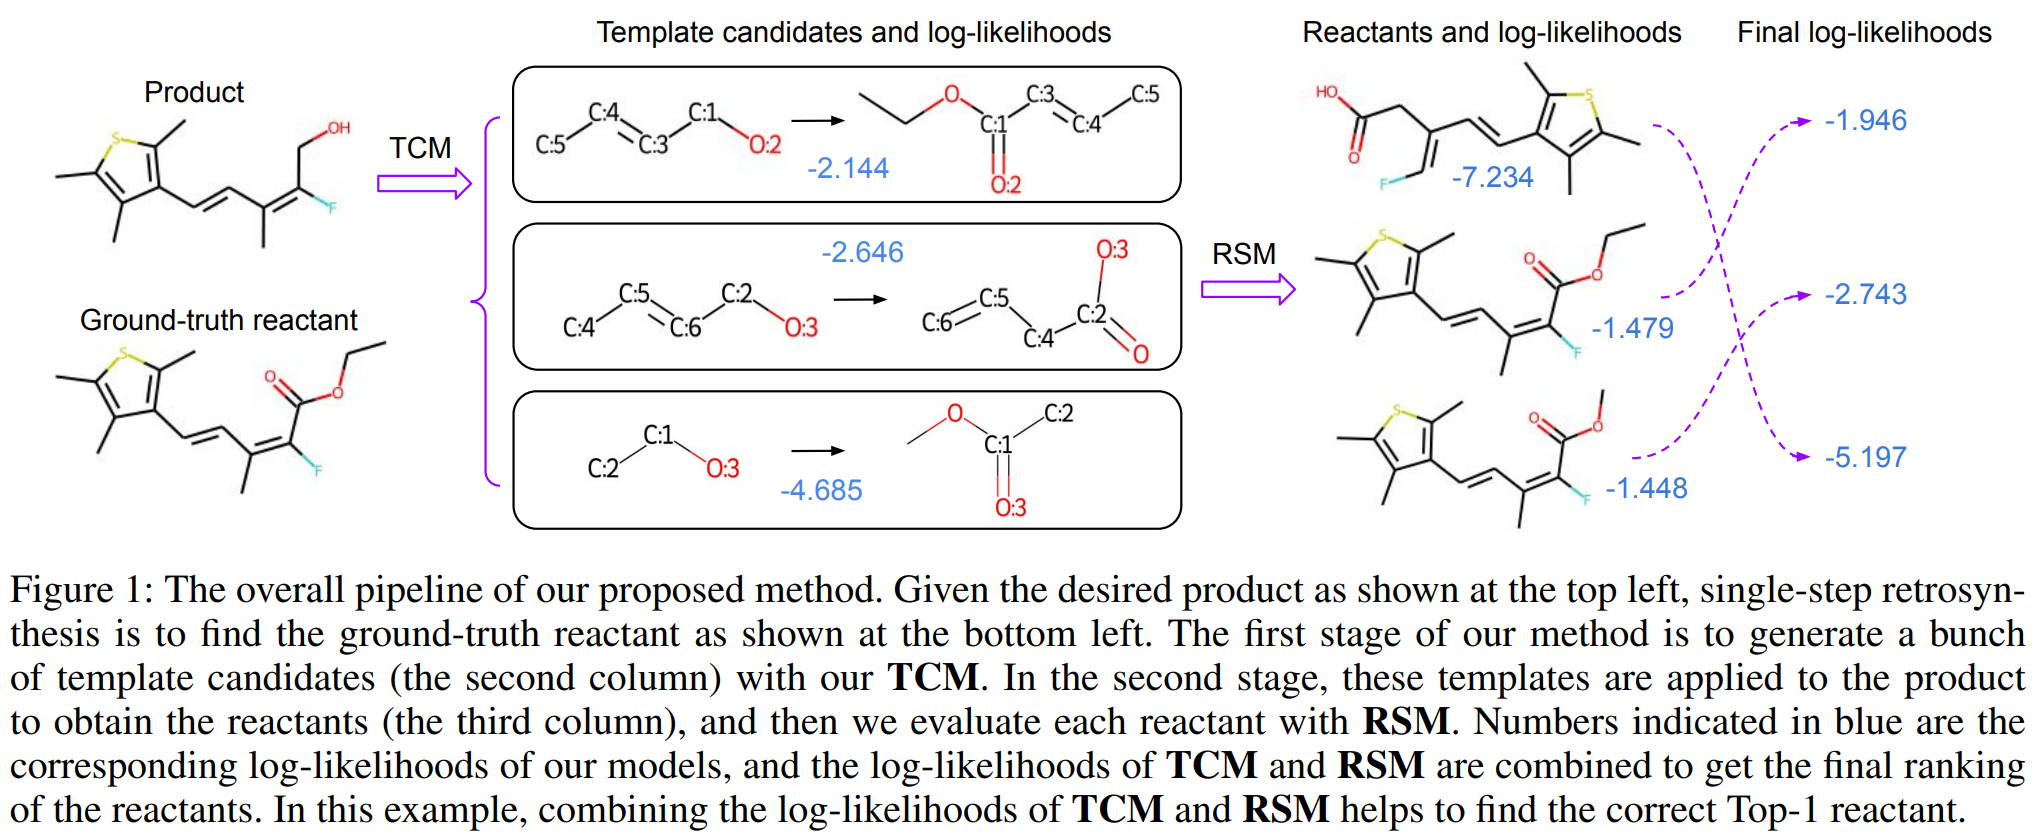 Template candidates and log-likelihoods
Reactants and log-likelihoods
Final log-likelihoods
Product
S
OH
F
TCM
Ground-truth reactant
S
O
O
F
C:5
C:4
C:3
C:1
O:2
-2.144
O
C:1
O:2
C:3
C:4
C:5
-2.646
C:4
C:5
C:6
C:2
O:3
C:6
C:5
C:4
C:2
O:3
O
C:2
C:1
O:3
-4.685
O
C:1
C:2
O:3
RSM
HO
O
F
S
-7.234
S
O
O
F
-1.479
S
O
O
F
-1.448
-1.946
-2.743
-5.197
Figure 1: The overall pipeline of our proposed method. Given the desired product as shown at the top left, single-step retrosyn-
thesis is to find the ground-truth reactant as shown at the bottom left. The first stage of our method is to generate a bunch
of template candidates (the second column) with our TCM. In the second stage, these templates are applied to the product
to obtain the reactants (the third column), and then we evaluate each reactant with RSM. Numbers indicated in blue are the
corresponding log-likelihoods of our models, and the log-likelihoods of TCM and RSM are combined to get the final ranking
of the reactants. In this example, combining the log-likelihoods of TCM and RSM helps to find the correct Top-1 reactant.